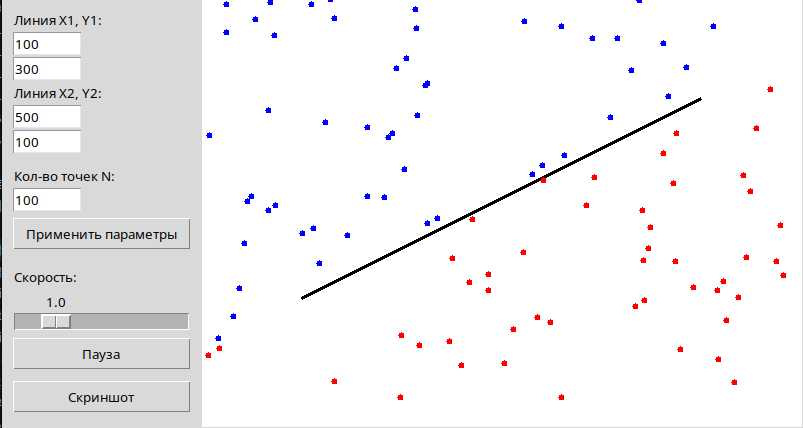 Линия X1, Y1:
100
300
Линия X2, Y2:
500
100
Кол-во точек N:
100
Применить параметры
Скорость:
1.0
Пауза
Скриншот